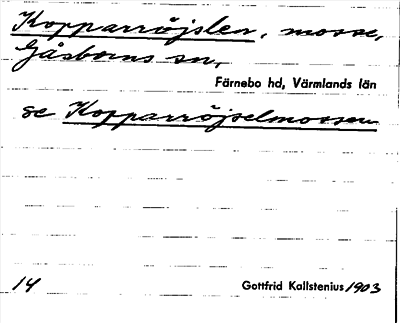 Kopparröjslen, mosse,
Gåsborns sn,
Färnebo hd, Värmlands län
se Kopparröjselmossen
14 Gottfrid Kallstenius 1903